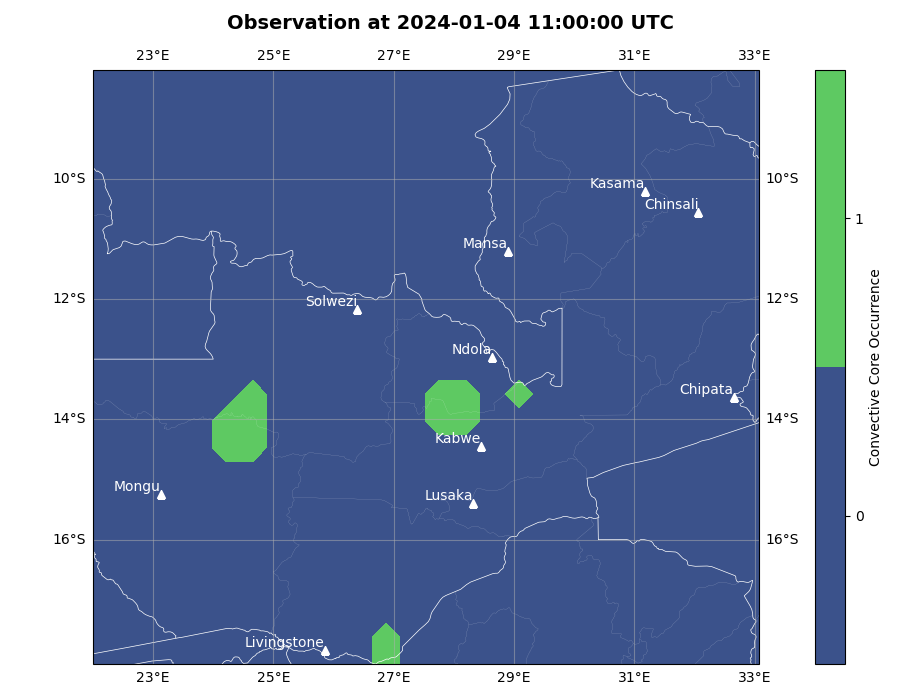 Observation at 2024-01-04 11:00:00 UTC
23°E 25°E 27°E 29°E 31°E 33°E
10°S 10°S
Kasama
Chinsali
1
Mansa
12°S 12°S
Solwezi
Ndola
Chipata
14°S 14°S
Kabwe
Mongu
Lusaka
0
16°S 16°S
Livingstone
23°E 25°E 27°E 29°E 31°E 33°E
Convective Core Occurrence